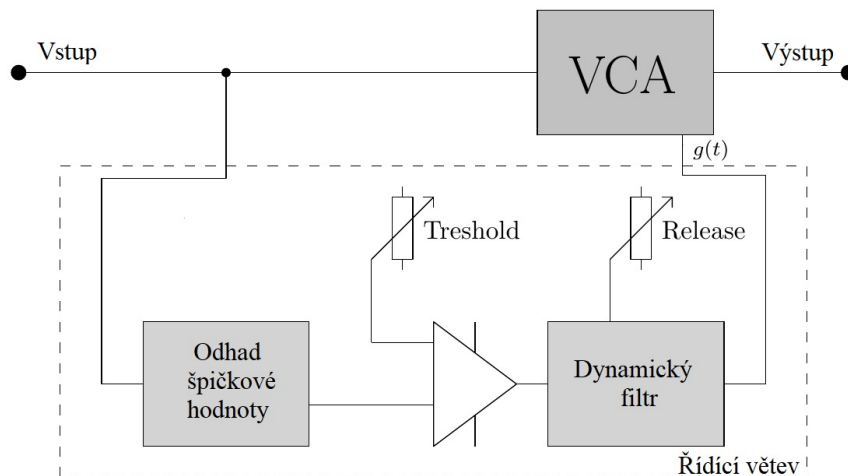 Vstup
VCA
Výstup
g(t)
Treshold
Release
Odhad
špičkové
hodnoty
Dynamický
filtr
Řídící větev